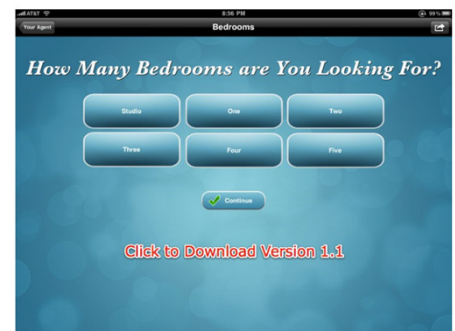 AT&T 8:56 PM 99%
Your Agent Bedrooms
How Many Bedrooms are You Looking For?
Studio One Two
Three Four Five
Continue
Click to Download Version 1.1